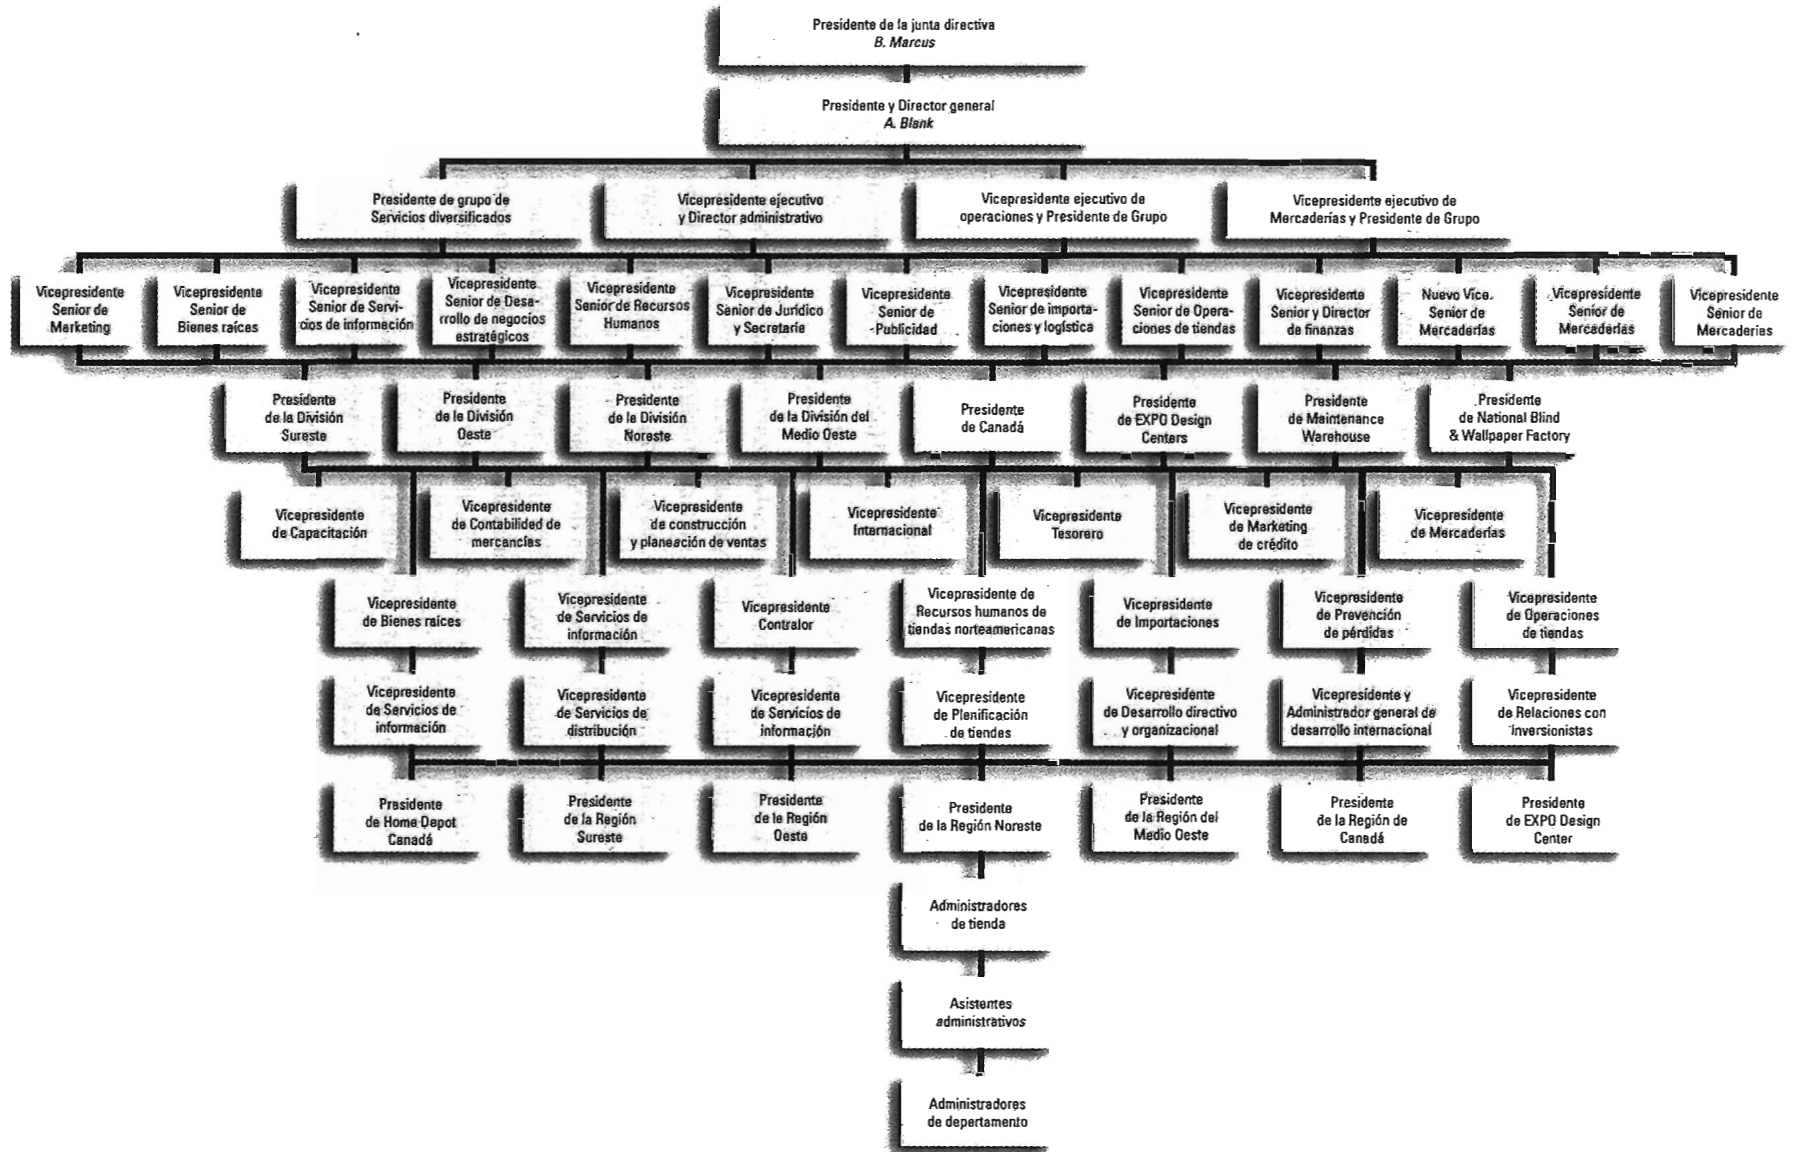 Presidente de la junta directiva
B. Marcus
Presidente y Director general
A. Blank
Presidente de grupo de
Servicios diversificados
Vicepresidente ejecutivo
y Director administrativo
Vicepresidente ejecutivo de
operaciones y Presidente de Grupo
Vicepresidente ejecutivo de
Mercaderías y Presidente de Grupo
Vicepresidente
Senior de
Marketing
Vicepresidente
Senior de
Bienes raíces
Vicepresidente
Senior de Servi-
cios de información
Vicepresidente
Senior de Desa-
rrollo de negocios
estratégicos
Vicepresidente
Senior de Recursos
Humanos
Vicepresidente
Senior de Jurídico
y Secretaría
Vicepresidente
Senior de
Publicidad
Vicepresidente
Senior de importa-
ciones y logística
Vicepresidente
Senior de Opera-
ciones de tiendas
Vicepresidente
Senior y Director
de finanzas
Nuevo Vice.
Senior de
Mercaderías
Vicepresidente
Senior de
Mercaderías
Vicepresidente
Senior de
Mercaderías
Presidente
de la División
Sureste
Presidente
de la División
Oeste
Presidente
de la División
Noreste
Presidente
de la División del
Medio Oeste
Presidente
de Canadá
Presidente
de EXPO Design
Centers
Presidente
de Maintenance
Warehouse
Presidente
de National Blind
& Wallpaper Factory
Vicepresidente
de Capacitación
Vicepresidente
de Contabilidad de
mercancías
Vicepresidente
de construcción
y planeación de ventas
Vicepresidente
Internacional
Vicepresidente
Tesorero
Vicepresidente
de Marketing
de crédito
Vicepresidente
de Mercaderías
Vicepresidente
de Bienes raíces
Vicepresidente
de Servicios de
información
Vicepresidente
Contralor
Vicepresidente de
Recursos humanos de
tiendas norteamericanas
Vicepresidente
de Importaciones
Vicepresidente
de Prevención
de pérdidas
Vicepresidente
de Operaciones
de tiendas
Vicepresidente
de Servicios de
información
Vicepresidente
de Servicios de
distribución
Vicepresidente
de Servicios de
información
Vicepresidente
de Planificación
de tiendas
Vicepresidente
de Desarrollo directivo
y organizacional
Vicepresidente y
Administrador general de
desarrollo internacional
Vicepresidente
de Relaciones con
Inversionistas
Presidente
de Home Depot
Canadá
Presidente
de la Región
Sureste
Presidente
de la Región
Oeste
Presidente
de la Región Noreste
Presidente
de la Región del
Medio Oeste
Presidente
de la Región de
Canadá
Presidente
de EXPO Design
Center
Administradores
de tienda
Asistentes
administrativos
Administradores
de departamento